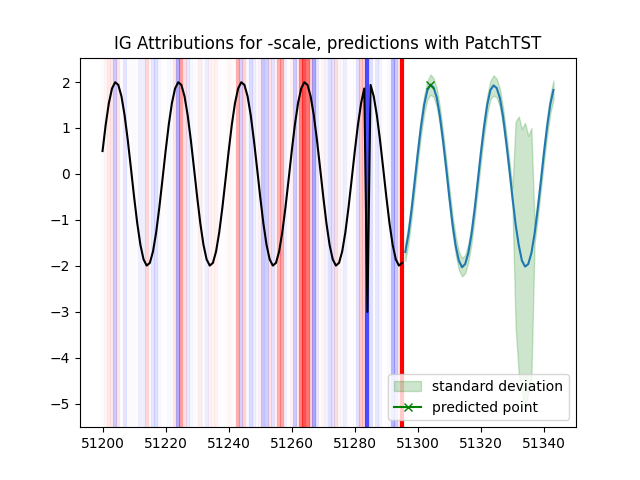 IG Attributions for -scale, predictions with PatchTST
2
1
0
−1
−2
−3
−4
−5
standard deviation
predicted point
51200 51220 51240 51260 51280 51300 51320 51340